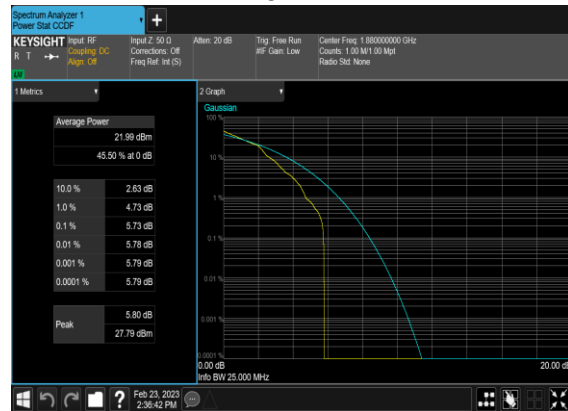 Spectrum Analyzer 1
Power Stat CCDF
+
KEYSIGHT
R T
LXI
Input: RF
Coupling: DC
Align: Off
Input Z: 50 Ω
Corrections: Off
Freq Ref: Int (S)
Atten: 20 dB
Trig: Free Run
#IF Gain: Low
Center Freq: 1.880000000 GHz
Counts: 1.00 M/1.00 Mpt
Radio Std: None
1 Metrics
Average Power
21.99 dBm
45.50 % at 0 dB
10.0 % 2.63 dB
1.0 % 4.73 dB
0.1 % 5.73 dB
0.01 % 5.78 dB
0.001 % 5.79 dB
0.0001 % 5.79 dB
Peak
5.80 dB
27.79 dBm
2 Graph
Gaussian
100 %
10 %
1 %
0.1 %
0.01 %
0.001 %
0.0001 %
0.00 dB
20.00 dB
Info BW 25.000 MHz
?
Feb 23, 2023
2:36:42 PM